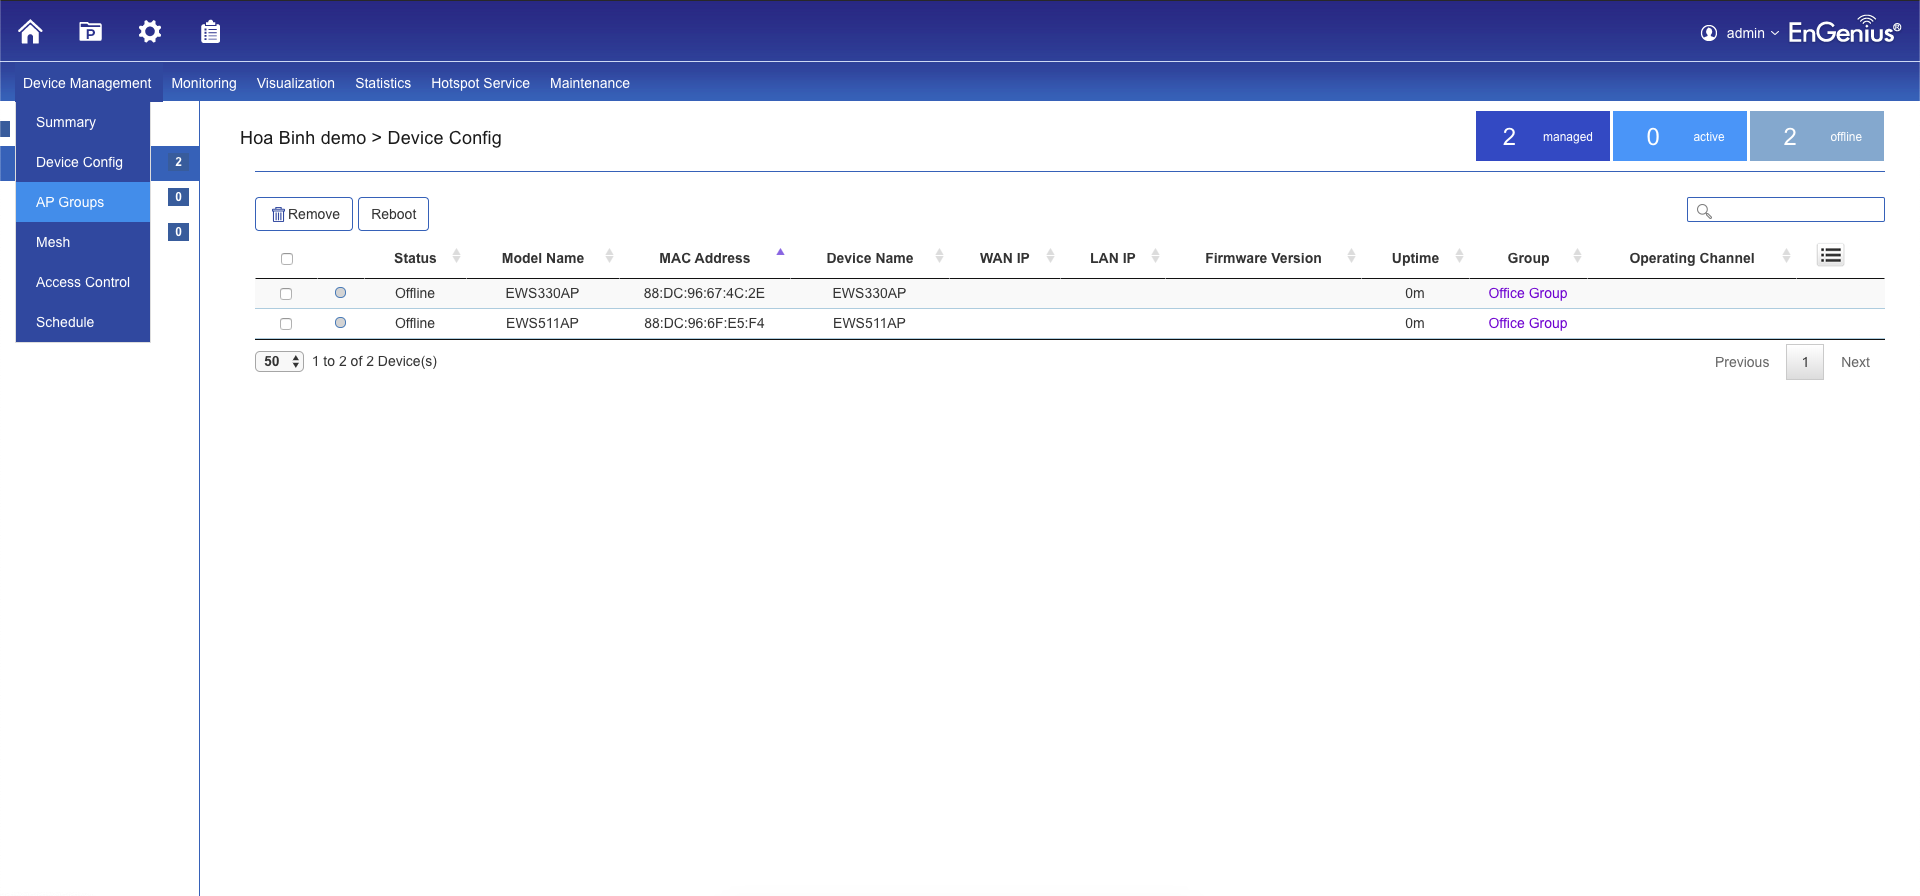 P
admin
EnGenius®
Device Management Monitoring Visualization Statistics Hotspot Service Maintenance
Summary
Device Config
AP Groups
Mesh
Access Control
Schedule
2
0
0
Hoa Binh demo > Device Config
2 managed
0 active
2 offline
Remove Reboot
Status Model Name MAC Address Device Name WAN IP LAN IP Firmware Version Uptime Group Operating Channel
Offline EWS330AP 88:DC:96:67:4C:2E EWS330AP 0m Office Group
Offline EWS511AP 88:DC:96:6F:E5:F4 EWS511AP 0m Office Group
50 1 to 2 of 2 Device(s)
Previous 1 Next